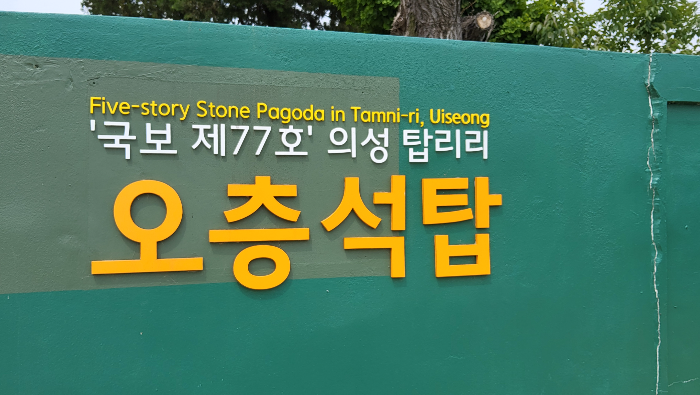 Five-story Stone Pagoda in Tamni-ri, Uiseong
'국보 제77호' 의성 탑리리
오층석탑